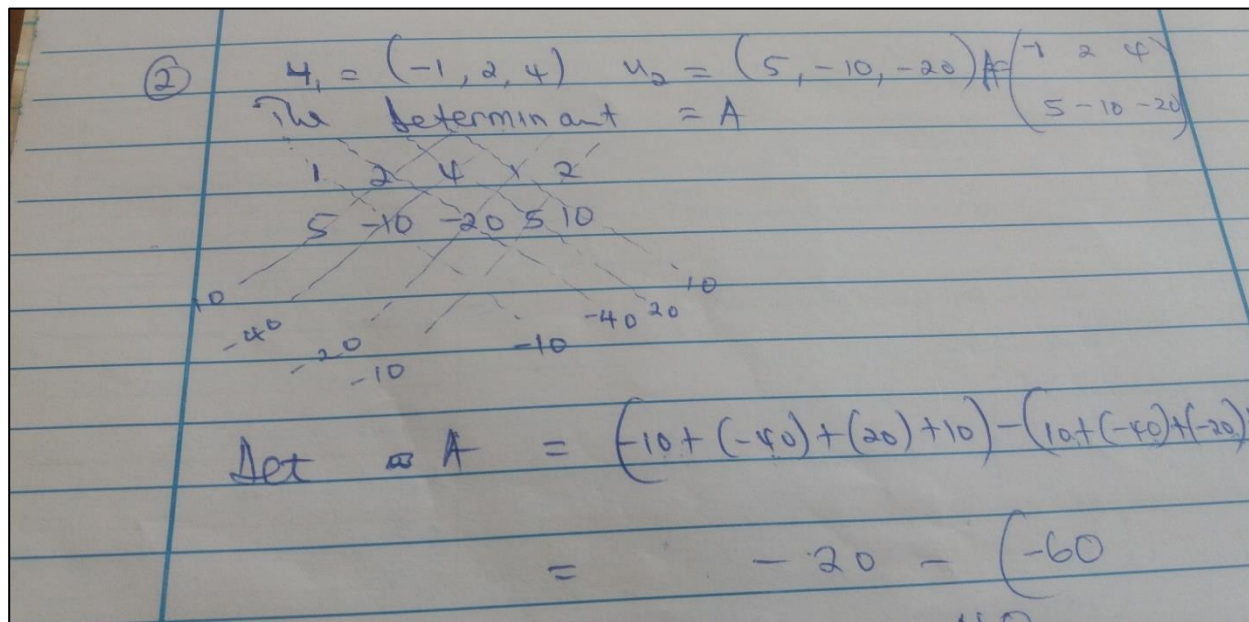 ② u₁ = (-1, 2, 4) u₂ = (5, -10, -20) A = (-1 2 4
5 -10 -20)
The determinant = A
1 2 4 1 2
5 -10 -20 5 10
10 -40 20 10
-40 -20 -10 -10
Det A = (-10 + (-40) + (20) + 10) - (10 + (-40) + (-20)
= -20 - (-60